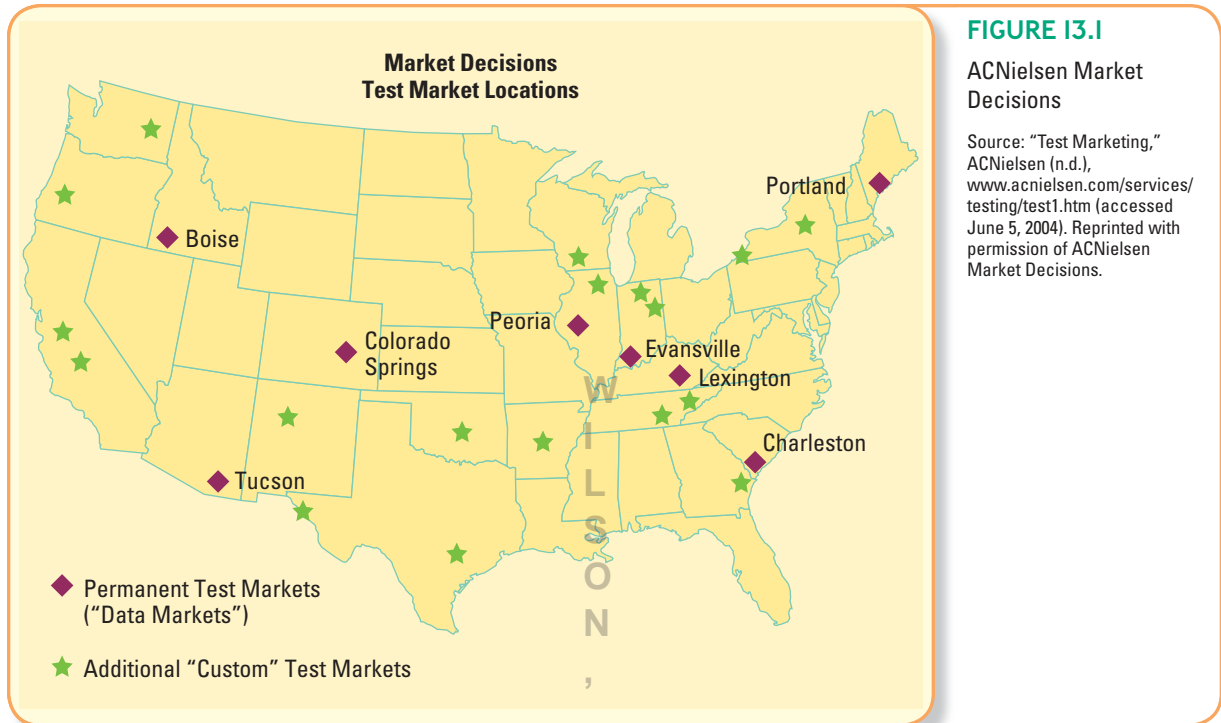 Market Decisions
Test Market Locations
Portland
Boise
Peoria
Colorado
Springs
Evansville
Lexington
Charleston
Tucson
Permanent Test Markets
("Data Markets")
Additional "Custom" Test Markets
W
I
L
S
O
N
,
FIGURE 13.1
ACNielsen Market
Decisions
Source: "Test Marketing,"
ACNielsen (n.d.),
www.acnielsen.com/services/
testing/test1.htm (accessed
June 5, 2004). Reprinted with
permission of ACNielsen
Market Decisions.